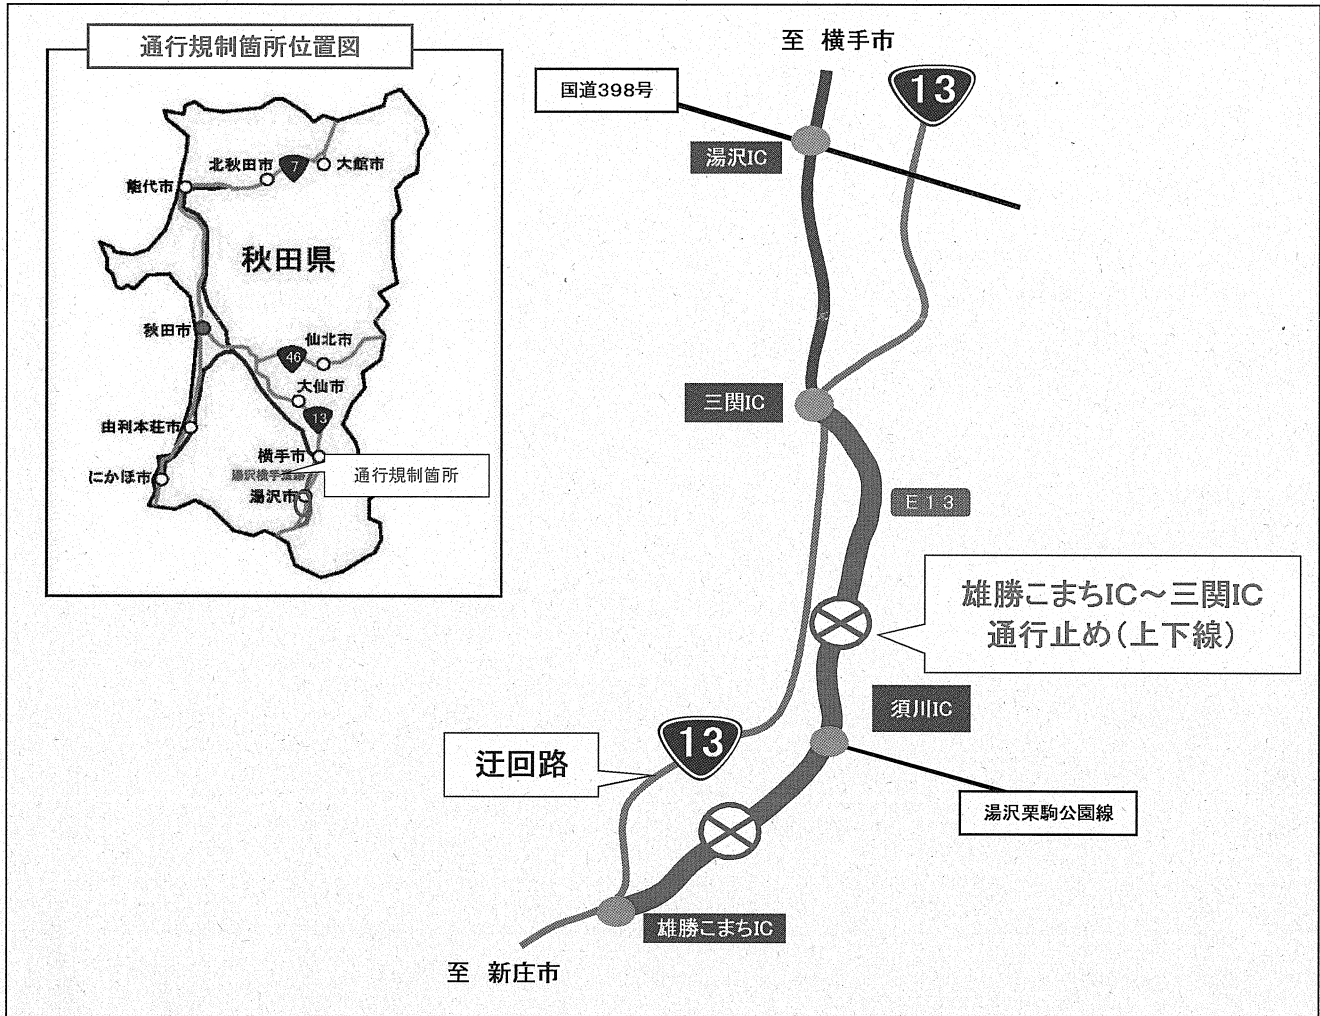 通行規制箇所位置図
北秋田市
7
大館市
能代市
秋田県
秋田市
仙北市
46
大仙市
13
由利本荘市
横手市
にかほ市
湯沢横手道路
通行規制箇所
湯沢市
至 横手市
国道398号
13
湯沢IC
三関IC
E13
雄勝こまちIC～三関IC
通行止め(上下線)
須川IC
13
迂回路
湯沢栗駒公園線
雄勝こまちIC
至 新庄市